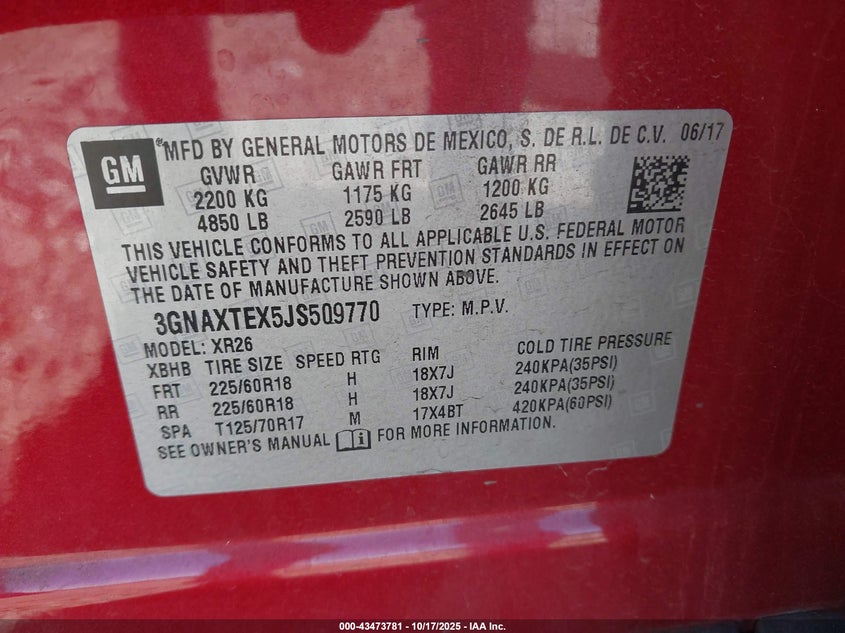 GM ®MFD BY GENERAL MOTORS DE MEXICO, S. DE R.L. DE C.V. 06/17
GVWR GAWR FRT GAWR RR
2200 KG 1175 KG 1200 KG
4850 LB 2590 LB 2645 LB
THIS VEHICLE CONFORMS TO ALL APPLICABLE U.S. FEDERAL MOTOR
VEHICLE SAFETY AND THEFT PREVENTION STANDARDS IN EFFECT ON
THE DATE OF MANUFACTURE SHOWN ABOVE.
3GNAXTEX5JS509770 TYPE: M.P.V.
MODEL: XR26
XBHB TIRE SIZE SPEED RTG RIM COLD TIRE PRESSURE
FRT 225/60R18 H 18X7J 240KPA(35PSI)
RR 225/60R18 H 18X7J 240KPA(35PSI)
SPA T125/70R17 M 17X4BT 420KPA(60PSI)
SEE OWNER'S MANUAL i FOR MORE INFORMATION.
000-43473781 - 10/17/2025 - IAA Inc.